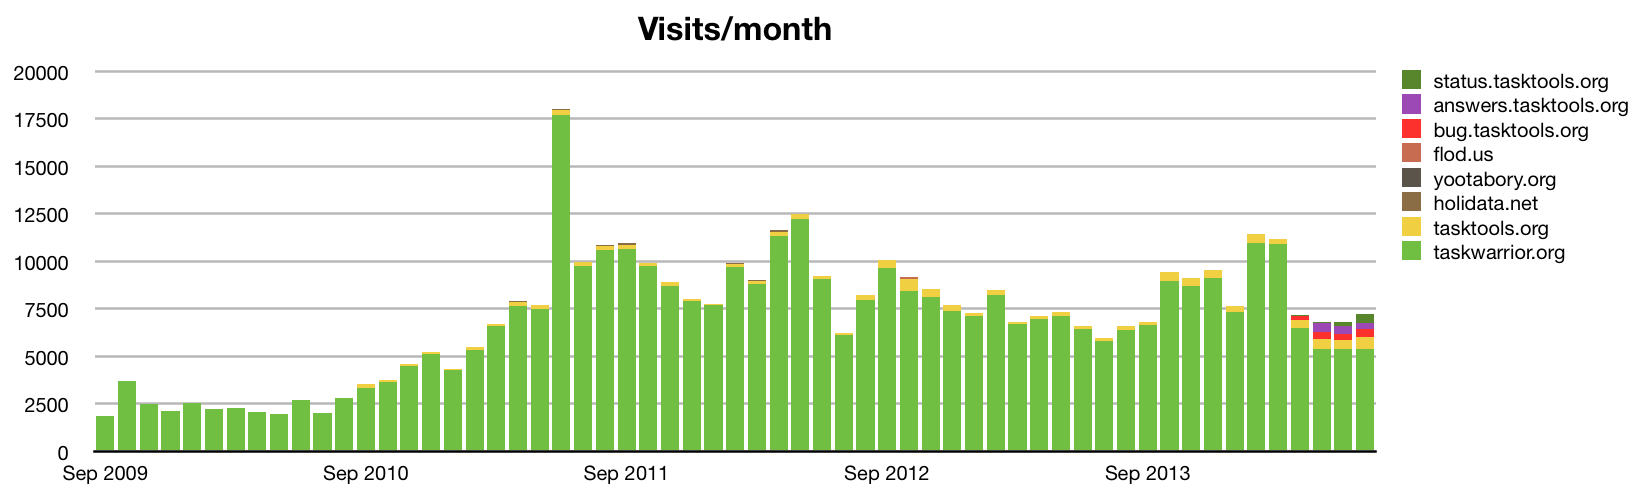 Visits/month
20000
17500
15000
12500
10000
7500
5000
2500
0
Sep 2009 Sep 2010 Sep 2011 Sep 2012 Sep 2013
status.tasktools.org
answers.tasktools.org
bug.tasktools.org
flod.us
yootabory.org
holidata.net
tasktools.org
taskwarrior.org